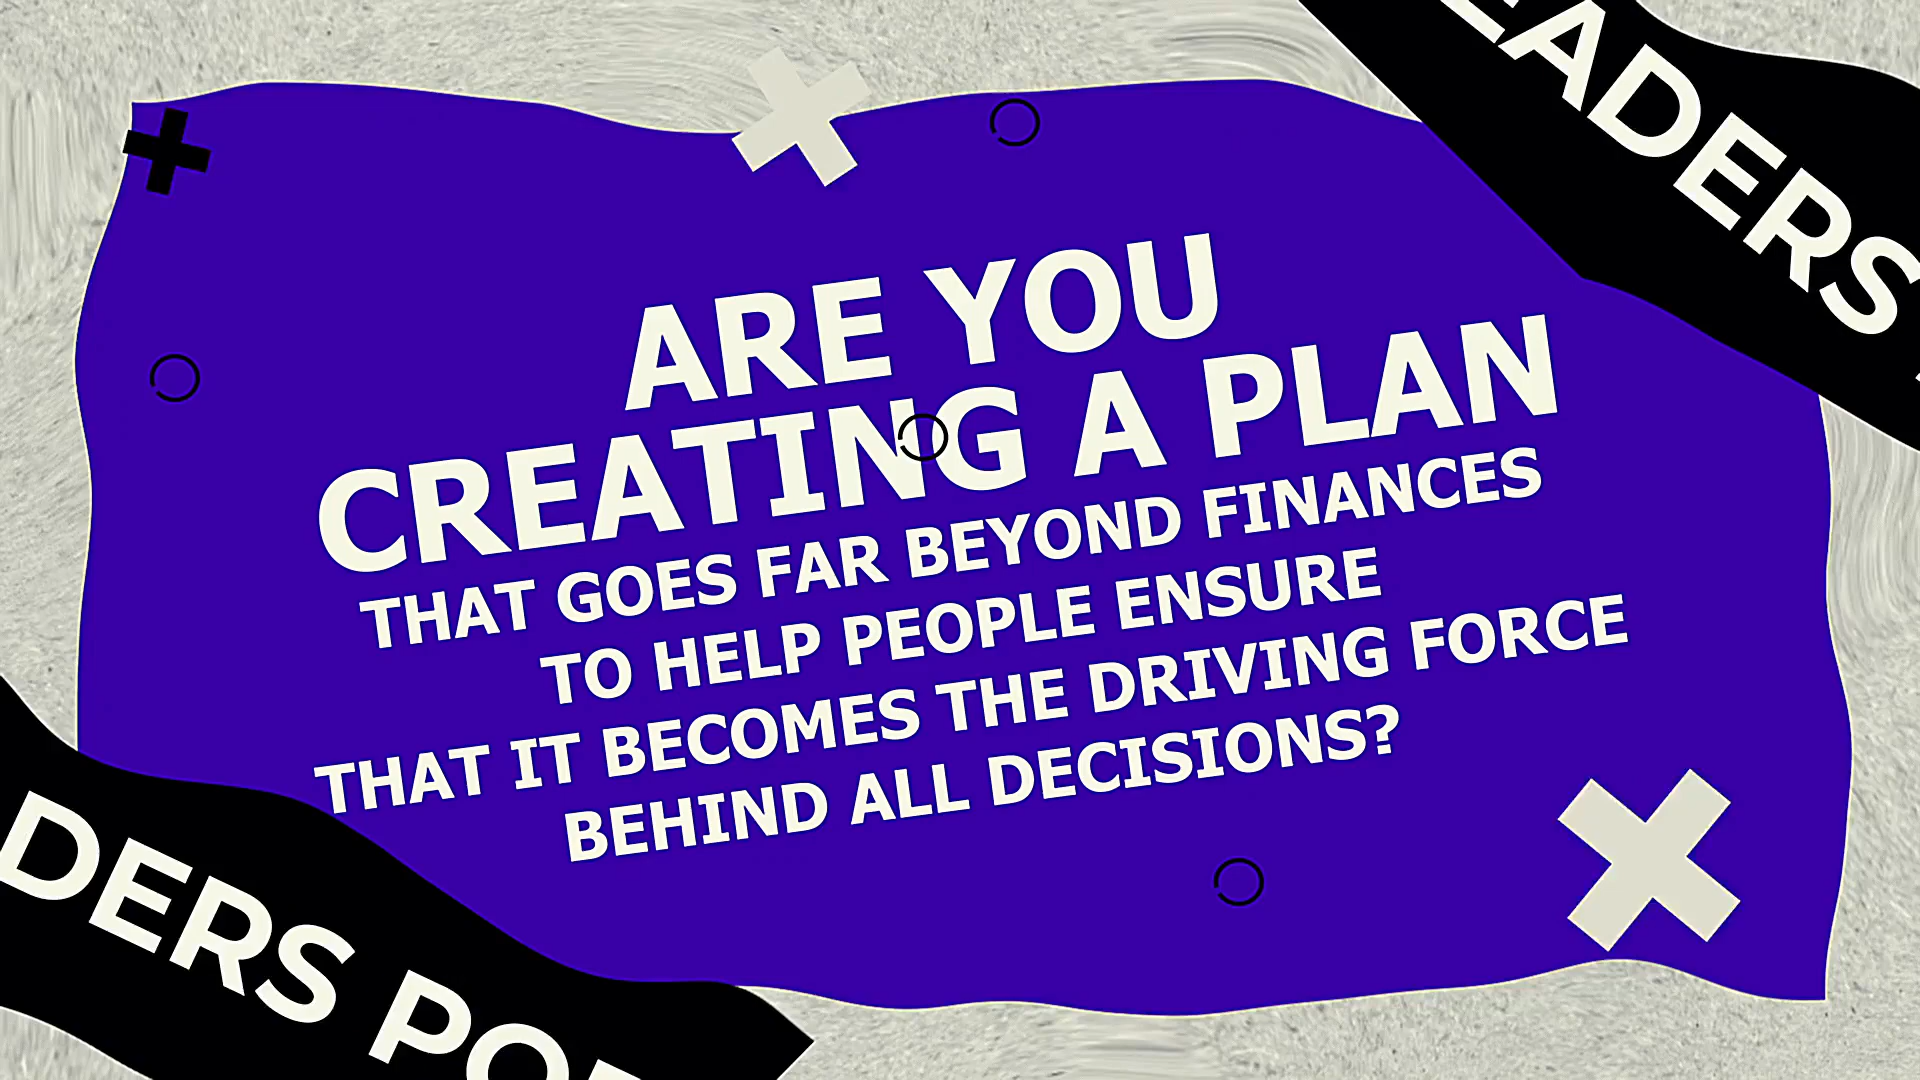 EADERS
ARE YOU
CREATING A PLAN
THAT GOES FAR BEYOND FINANCES
TO HELP PEOPLE ENSURE
THAT IT BECOMES THE DRIVING FORCE
BEHIND ALL DECISIONS?
DERS PO